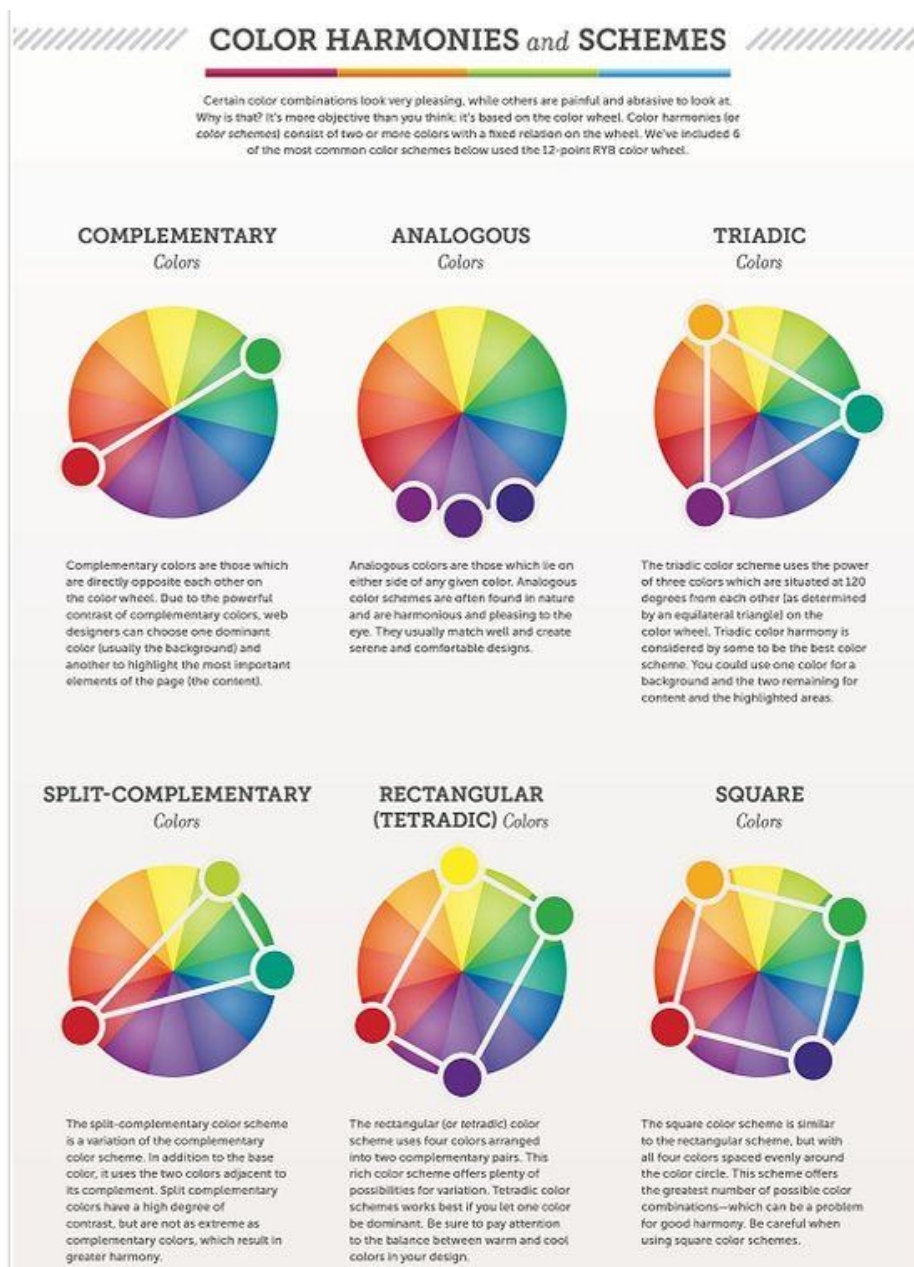 COLOR HARMONIES and SCHEMES
Certain color combinations look very pleasing, while others are painful and abrasive to look at.
Why is that? It's more objective than you think: it's based on the color wheel. Color harmonies (or
color schemes) consist of two or more colors with a fixed relation on the wheel. We've included 6
of the most common color schemes below used the 12-point RYB color wheel.
COMPLEMENTARY
Colors
Complementary colors are those which
are directly opposite each other on
the color wheel. Due to the powerful
contrast of complementary colors, web
designers can choose one dominant
color (usually the background) and
another to highlight the most important
elements of the page (the content).
ANALOGOUS
Colors
Analogous colors are those which lie on
either side of any given color. Analogous
color schemes are often found in nature
and are harmonious and pleasing to the
eye. They usually match well and create
serene and comfortable designs.
TRIADIC
Colors
The triadic color scheme uses the power
of three colors which are situated at 120
degrees from each other (as determined
by an equilateral triangle) on the
color wheel. Triadic color harmony is
considered by some to be the best color
scheme. You could use one color for a
background and the two remaining for
content and the highlighted areas.
SPLIT-COMPLEMENTARY
Colors
The split-complementary color scheme
is a variation of the complementary
color scheme. In addition to the base
color, it uses the two colors adjacent to
its complement. Split complementary
colors have a high degree of
contrast, but are not as extreme as
complementary colors, which result in
greater harmony.
RECTANGULAR
(TETRADIC) Colors
The rectangular (or tetradic) color
scheme uses four colors arranged
into two complementary pairs. This
rich color scheme offers plenty of
possibilities for variation. Tetradic color
schemes works best if you let one color
be dominant. Be sure to pay attention
to the balance between warm and cool
colors in your design.
SQUARE
Colors
The square color scheme is similar
to the rectangular scheme, but with
all four colors spaced evenly around
the color circle. This scheme offers
the greatest number of possible color
combinations—which can be a problem
for good harmony. Be careful when
using square color schemes.